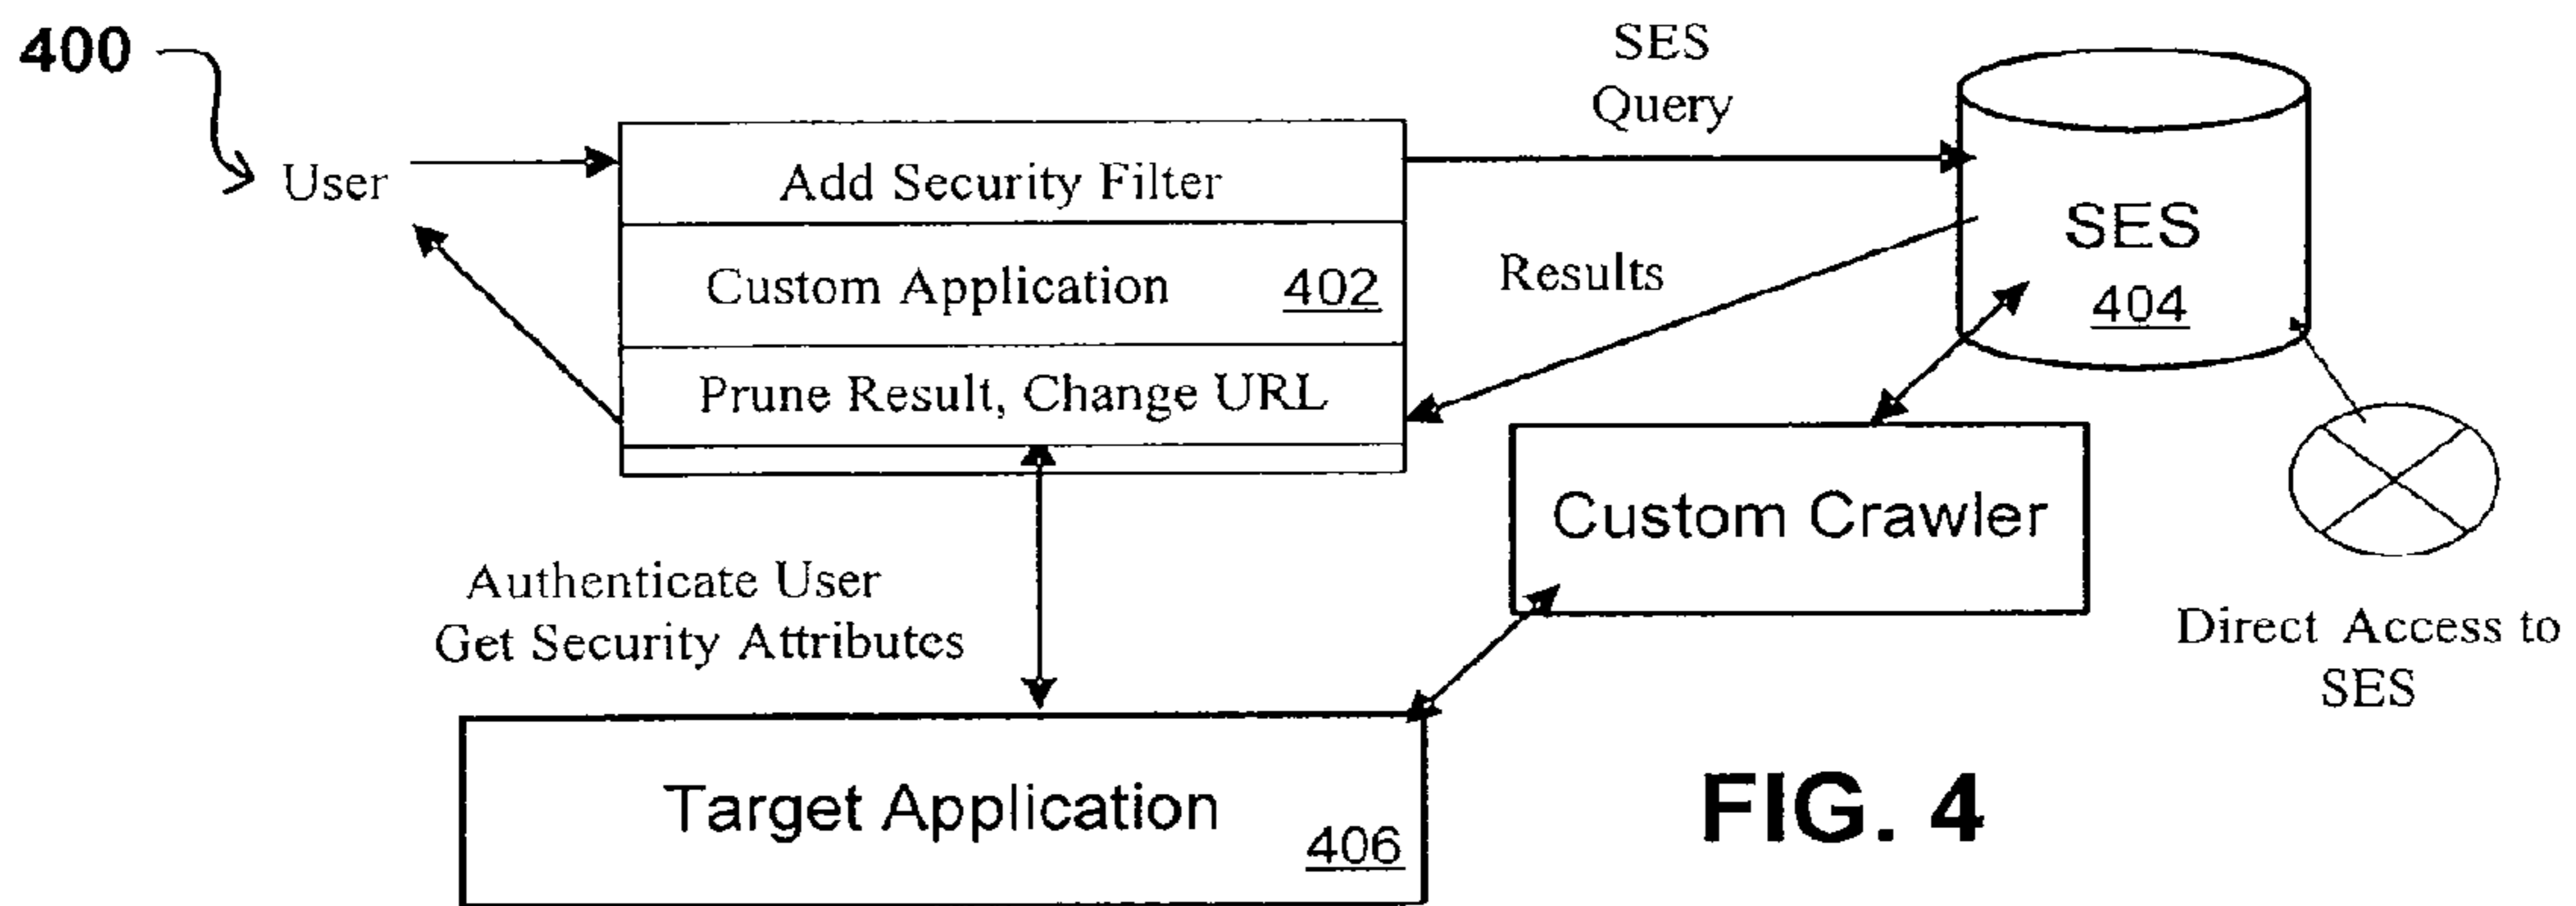 400
User
Add Security Filter
Custom Application 402
Prune Result, Change URL
SES
Query
Results
SES
404
Custom Crawler
Direct Access to
SES
Authenticate User
Get Security Attributes
Target Application
406
FIG. 4